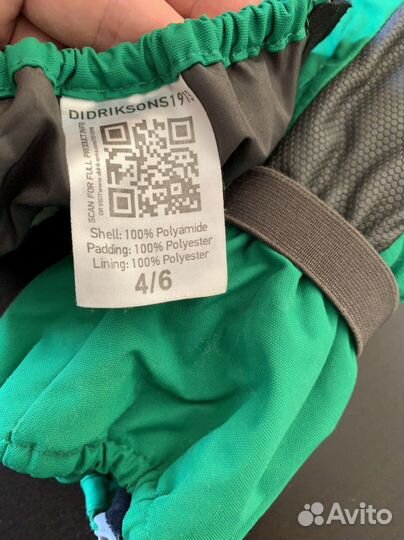 DIDRIKSoNS1913
SCAN FOR FULL PRODUCT INFO
Shell: 100% Polyamide
Padding: 100% Polyester
Lining: 100% Polyester
4/6
Avito